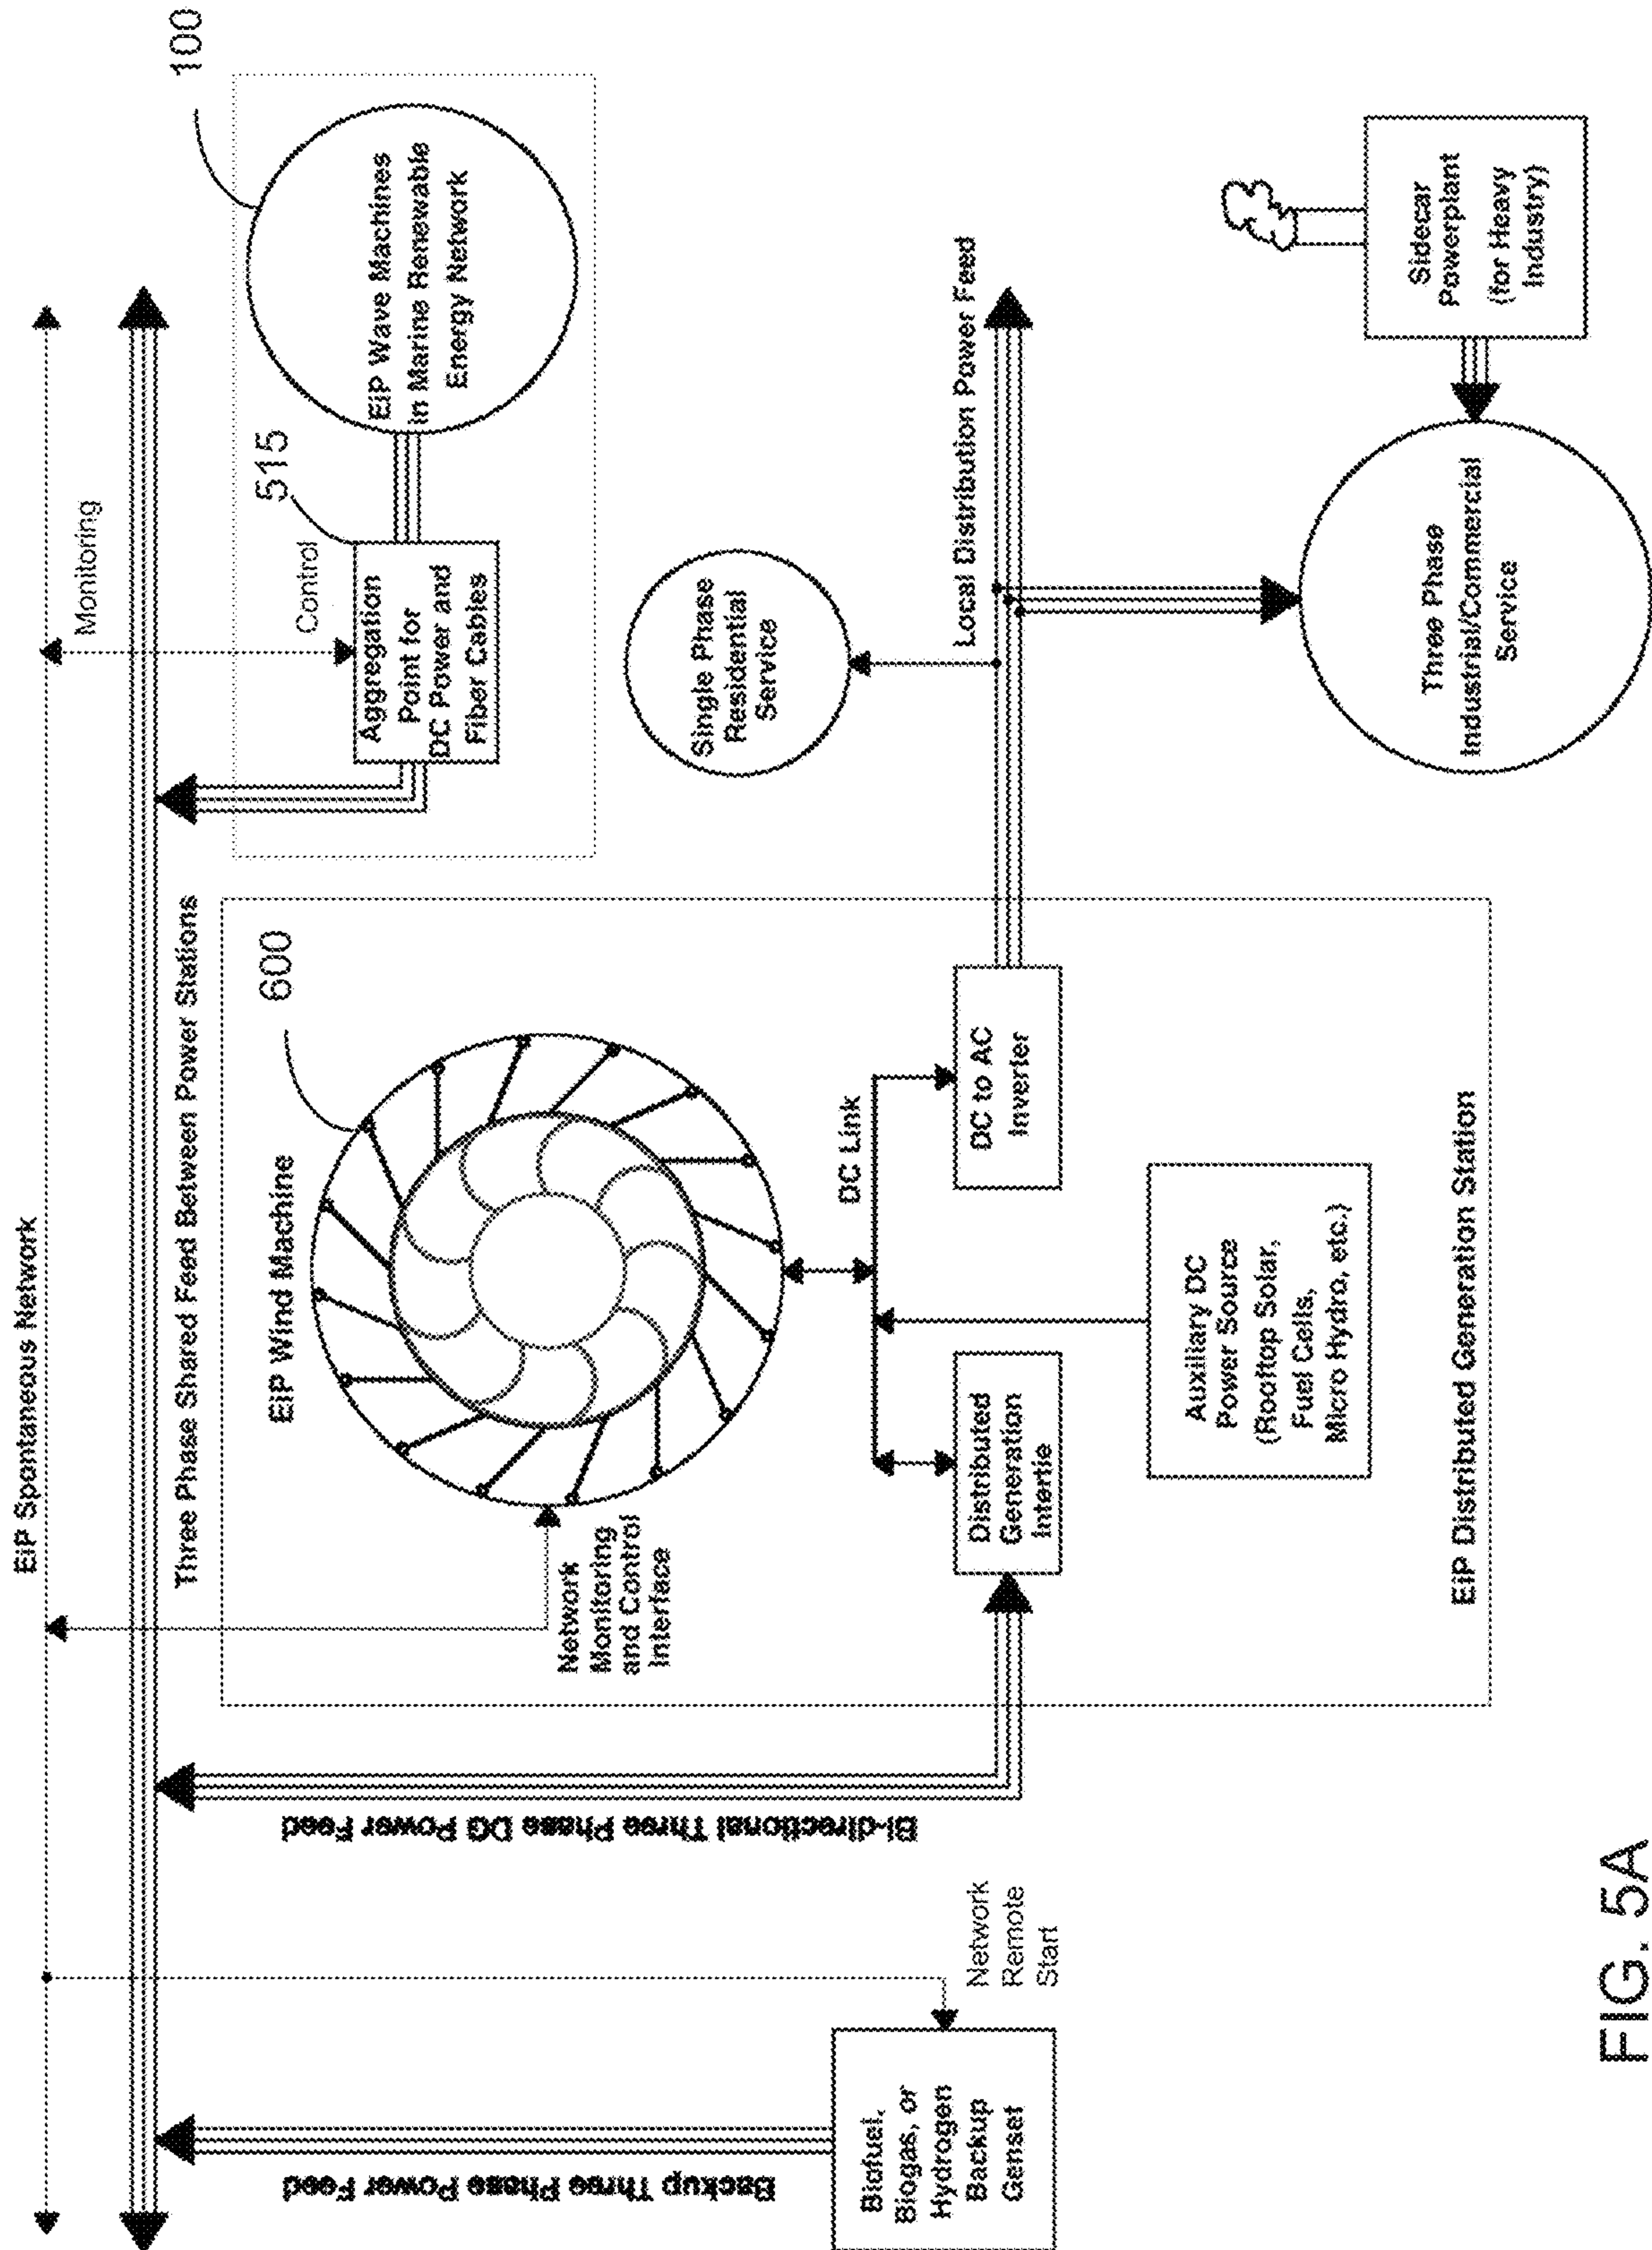 EiP Spontaneous Network
Monitoring
Three Phase Shared Feed Between Power Stations
100
515
Control
Aggregation
Point for
DC Power and
Fiber Cables
EiP Wave Machines
in Marine Renewable
Energy Network
600
EiP Wind Machine
Network
Monitoring
and Control
Interface
Bi-directional Three Phase DG Power Feed
Backup Three Phase Power Feed
Biofuel,
Biogas, or
Hydrogen
Backup
Genset
Network
Remote
Start
DC Link
Distributed
Generation
Intertie
DC to AC
Inverter
Auxiliary DC
Power Source
(Rooftop Solar,
Fuel Cells,
Micro Hydro, etc.)
EiP Distributed Generation Station
Single Phase
Residential
Service
Local Distribution Power Feed
Three Phase
Industrial/Commercial
Service
Sidecar
Powerplant
(for Heavy
Industry)
FIG. 5A